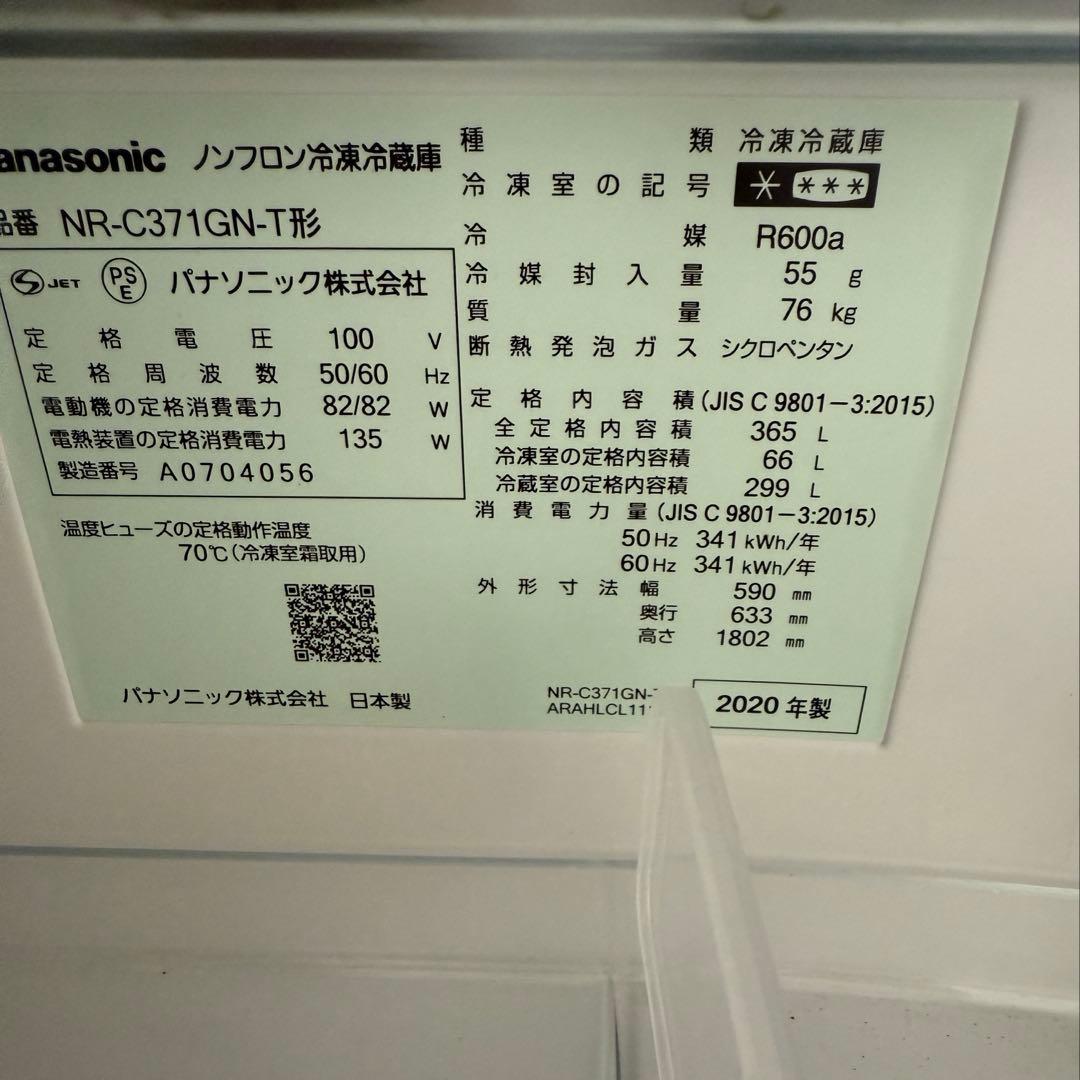 anasonic ノンフロン冷凍冷蔵庫
品番 NR-C371GN-T形
JET PSE パナソニック株式会社
定格電圧 100 V
定格周波数 50/60 Hz
電動機の定格消費電力 82/82 W
電熱装置の定格消費電力 135 W
製造番号 A0704056
温度ヒューズの定格動作温度
70℃(冷凍室霜取用)
パナソニック株式会社 日本製
種類 冷凍冷蔵庫
冷凍室の記号 * ***
冷媒 R600a
冷媒封入量 55 g
質量 76 kg
断熱発泡ガス シクロペンタン
定格内容積(JIS C 9801-3:2015)
全定格内容積 365 L
冷凍室の定格内容積 66 L
冷蔵室の定格内容積 299 L
消費電力量(JIS C 9801-3:2015)
50Hz 341 kWh/年
60Hz 341 kWh/年
外形寸法 幅 590 mm
奥行 633 mm
高さ 1802 mm
NR-C371GN-
ARAHLCL11
2020年製